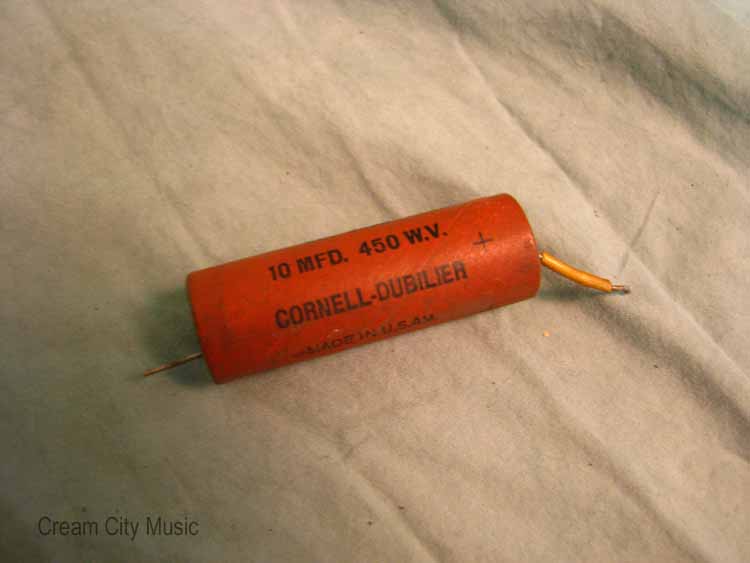 10 MFD. 450 W.V.
+
CORNELL-DUBILIER
MADE IN U.S.A.
Cream City Music